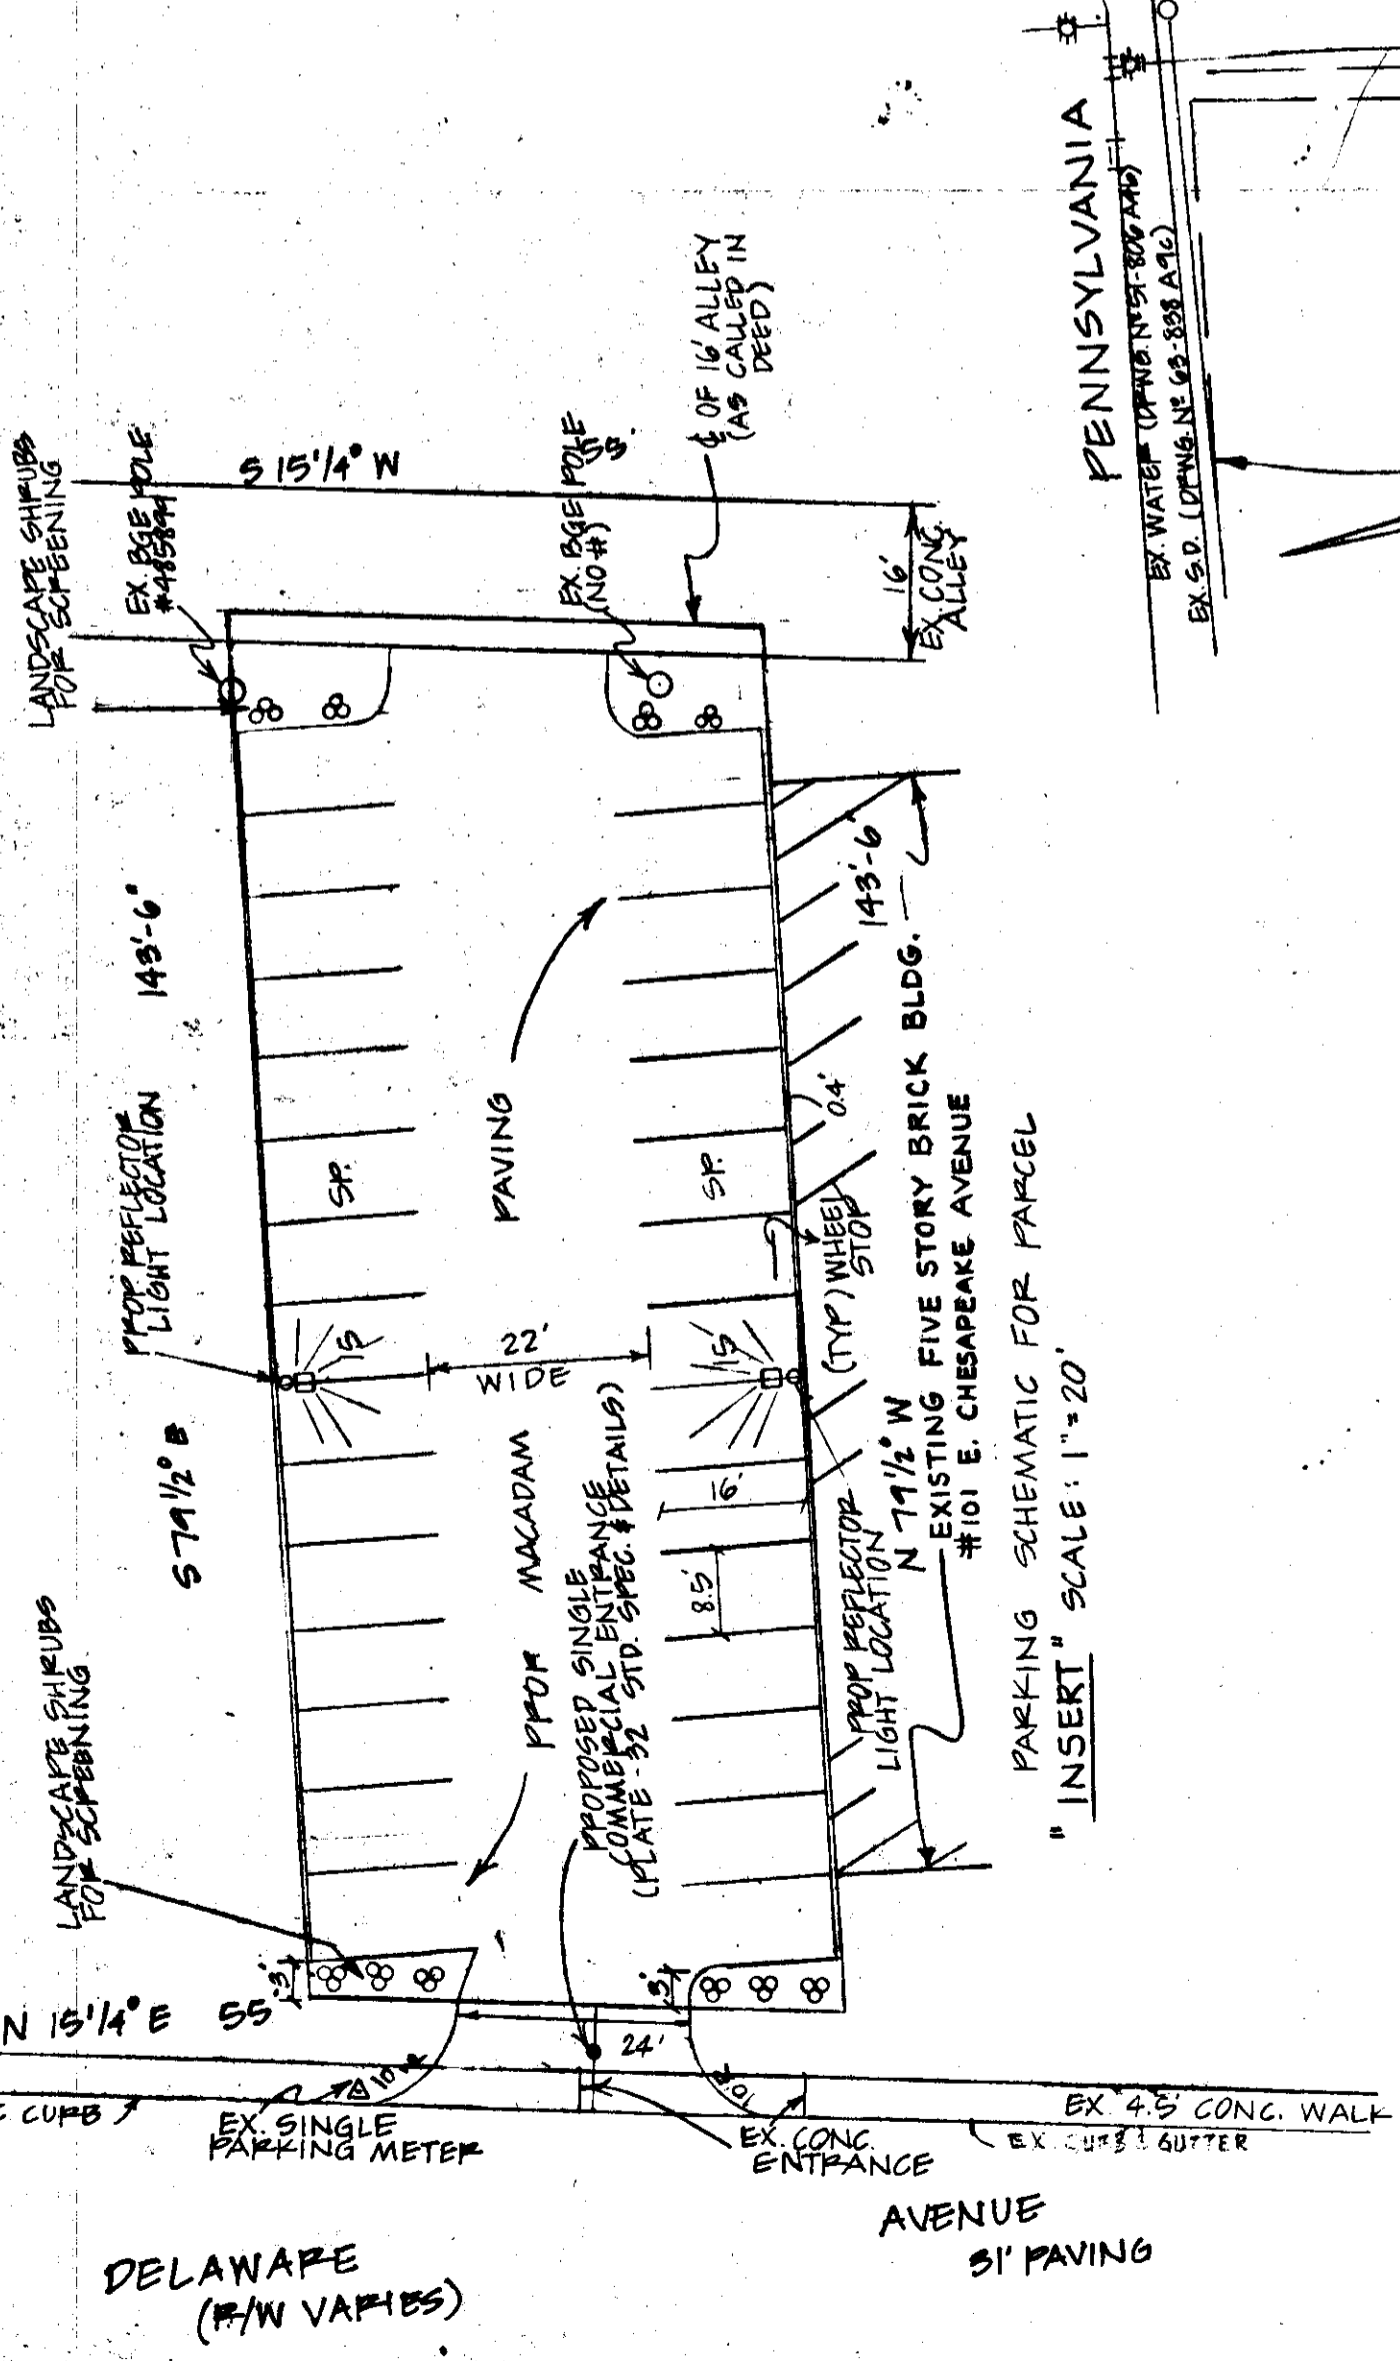 LANDSCAPE SHRUBS
FOR SCREENING
EX. BGE POLE
#485894
S 15 1/4° W
EX. BGE POLE
(NO #)
55'
℄ OF 16' ALLEY
(AS CALLED IN
DEED)
16'
EX. CONC.
ALLEY
PENNSYLVANIA
EX. WATER (DRWG. Nº 51-806 A96)
EX. S.D. (DRWG. Nº 63-838 A9c)
143'-6"
S 79 1/2° E
PROP REFLECTOR
LIGHT LOCATION
SP.
15
PAVING
22'
WIDE
SP.
15
0.4'
(TYP) WHEEL
STOP
143'-6"
N 79 1/2° W
EXISTING FIVE STORY BRICK BLDG.
#101 E. CHESAPEAKE AVENUE
PARKING SCHEMATIC FOR PARCEL
"INSERT" SCALE: 1"=20'
LANDSCAPE SHRUBS
FOR SCREENING
PROP MACADAM
PROPOSED SINGLE
COMMERCIAL ENTRANCE
(PLATE-32 STD. SPEC. & DETAILS)
8.5'
PROP REFLECTOR
LIGHT LOCATION
N 15 1/4° E 55'
3'
3'
24'
10'R
10'R
CURB
EX. SINGLE
PARKING METER
EX. CONC.
ENTRANCE
EX. 4.5' CONC. WALK
EX. CURB & GUTTER
DELAWARE
(R/W VARIES)
AVENUE
31' PAVING